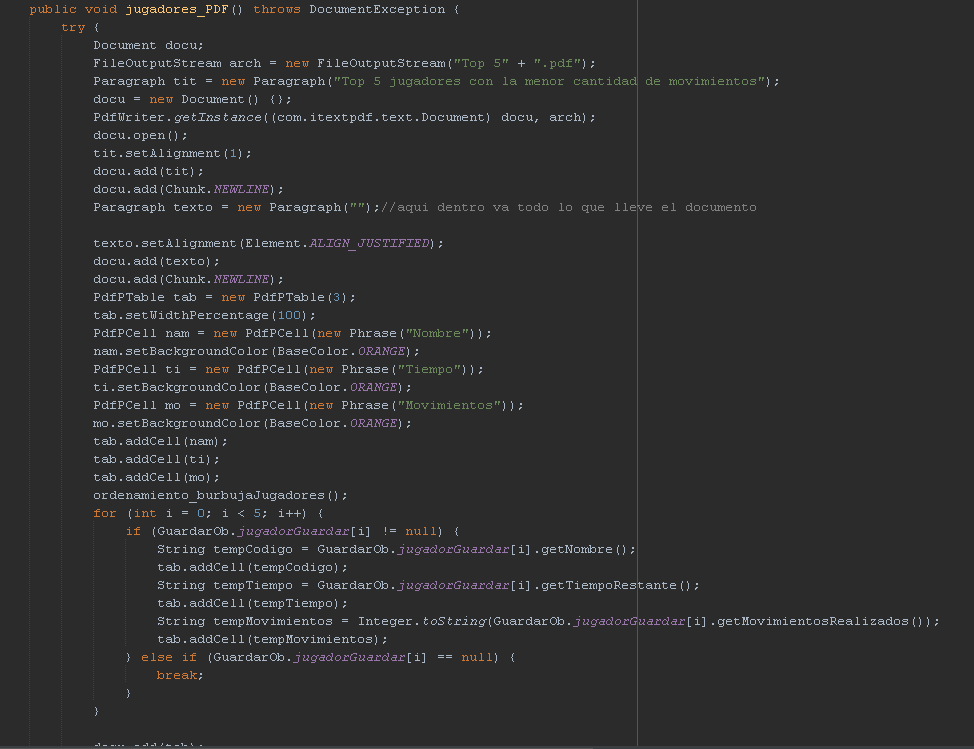 public void jugadores_PDF() throws DocumentException {
try {
Document docu;
FileOutputStream arch = new FileOutputStream("Top 5" + ".pdf");
Paragraph tit = new Paragraph("Top 5 jugadores con la menor cantidad de movimientos");
docu = new Document() {};
PdfWriter.getInstance((com.itextpdf.text.Document) docu, arch);
docu.open();
tit.setAlignment(1);
docu.add(tit);
docu.add(Chunk.NEWLINE);
Paragraph texto = new Paragraph("");//aqui dentro va todo lo que lleve el documento
texto.setAlignment(Element.ALIGN_JUSTIFIED);
docu.add(texto);
docu.add(Chunk.NEWLINE);
PdfPTable tab = new PdfPTable(3);
tab.setWidthPercentage(100);
PdfPCell nam = new PdfPCell(new Phrase("Nombre"));
nam.setBackgroundColor(BaseColor.ORANGE);
PdfPCell ti = new PdfPCell(new Phrase("Tiempo"));
ti.setBackgroundColor(BaseColor.ORANGE);
PdfPCell mo = new PdfPCell(new Phrase("Movimientos"));
mo.setBackgroundColor(BaseColor.ORANGE);
tab.addCell(nam);
tab.addCell(ti);
tab.addCell(mo);
ordenamiento_burbujaJugadores();
for (int i = 0; i < 5; i++) {
if (GuardarOb.jugadorGuardar[i] != null) {
String tempCodigo = GuardarOb.jugadorGuardar[i].getNombre();
tab.addCell(tempCodigo);
String tempTiempo = GuardarOb.jugadorGuardar[i].getTiempoRestante();
tab.addCell(tempTiempo);
String tempMovimientos = Integer.toString(GuardarOb.jugadorGuardar[i].getMovimientosRealizados());
tab.addCell(tempMovimientos);
} else if (GuardarOb.jugadorGuardar[i] == null) {
break;
}
}